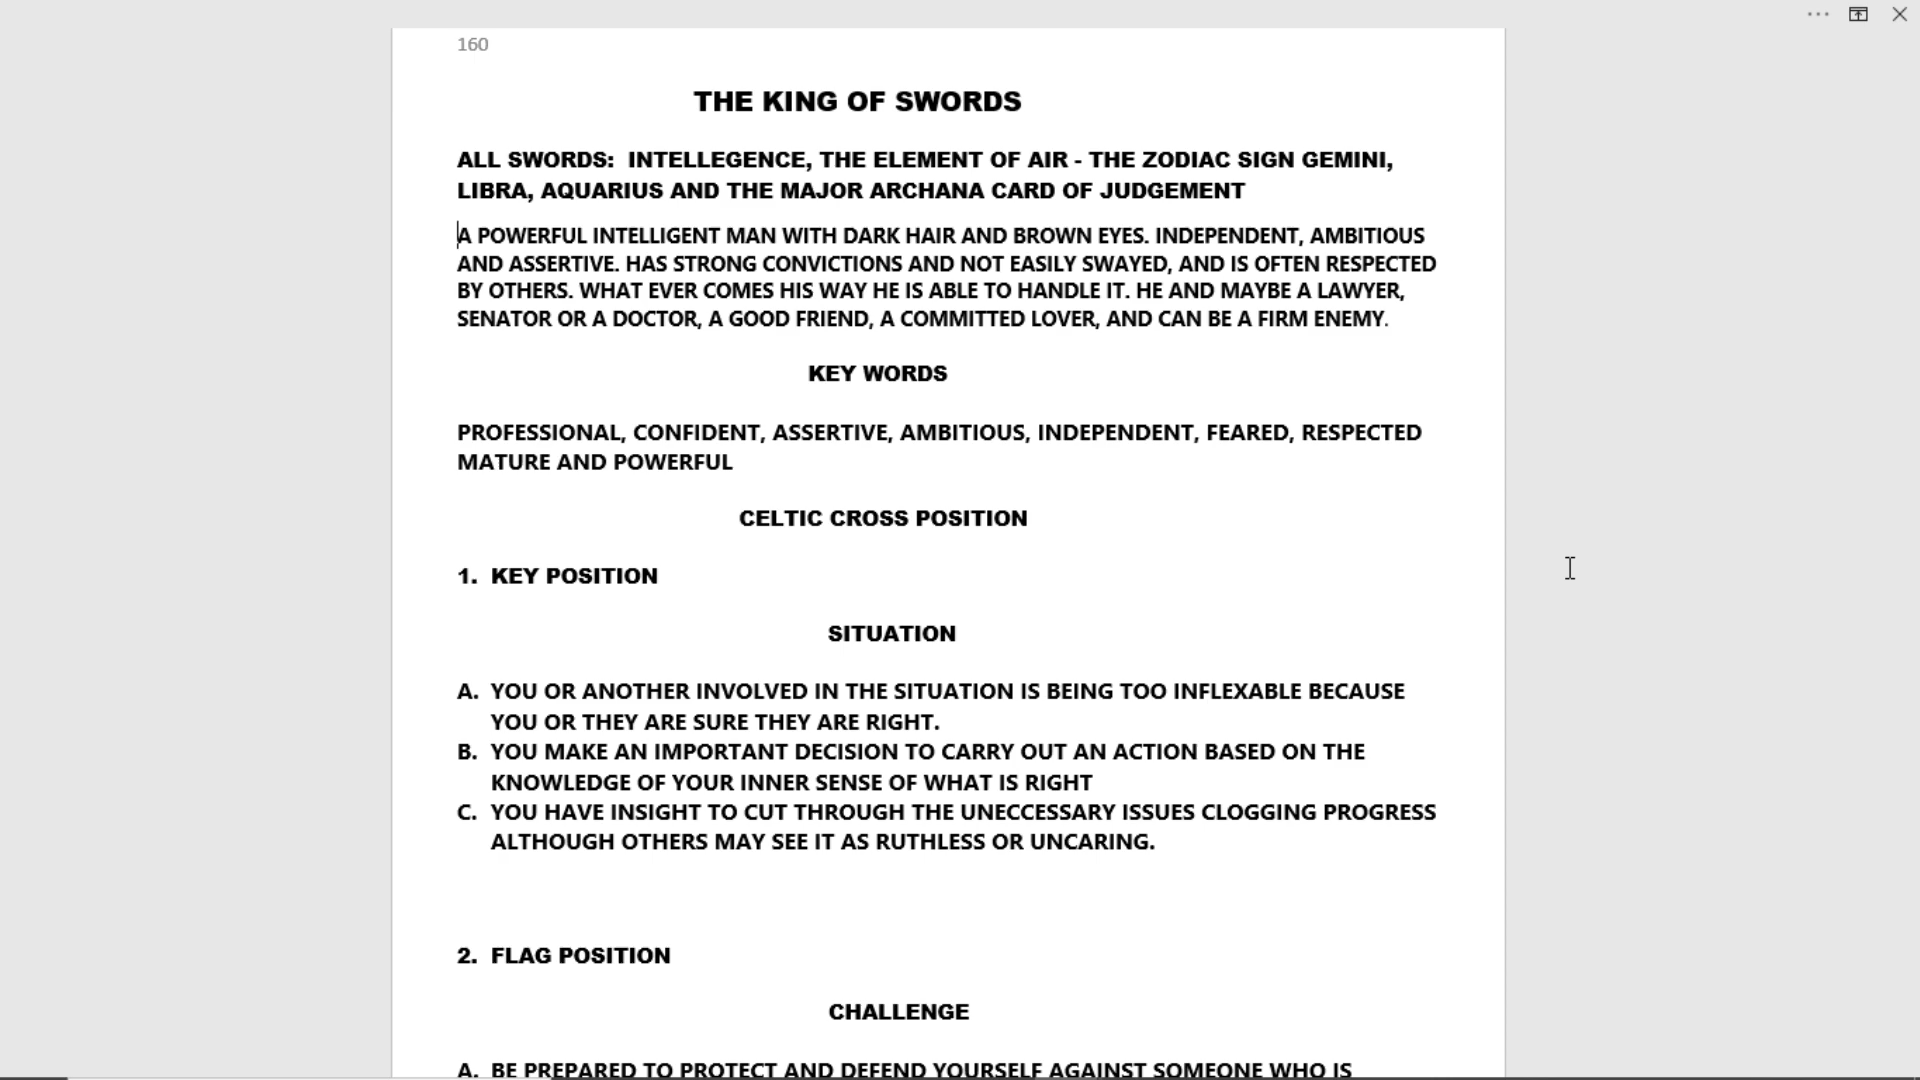 160
THE KING OF SWORDS
ALL SWORDS:  INTELLEGENCE, THE ELEMENT OF AIR - THE ZODIAC SIGN GEMINI,
LIBRA, AQUARIUS AND THE MAJOR ARCHANA CARD OF JUDGEMENT
A POWERFUL INTELLIGENT MAN WITH DARK HAIR AND BROWN EYES. INDEPENDENT, AMBITIOUS
AND ASSERTIVE. HAS STRONG CONVICTIONS AND NOT EASILY SWAYED, AND IS OFTEN RESPECTED
BY OTHERS. WHAT EVER COMES HIS WAY HE IS ABLE TO HANDLE IT. HE AND MAYBE A LAWYER,
SENATOR OR A DOCTOR, A GOOD FRIEND, A COMMITTED LOVER, AND CAN BE A FIRM ENEMY.
KEY WORDS
PROFESSIONAL, CONFIDENT, ASSERTIVE, AMBITIOUS, INDEPENDENT, FEARED, RESPECTED
MATURE AND POWERFUL
CELTIC CROSS POSITION
1. KEY POSITION
SITUATION
A. YOU OR ANOTHER INVOLVED IN THE SITUATION IS BEING TOO INFLEXABLE BECAUSE
YOU OR THEY ARE SURE THEY ARE RIGHT.
B. YOU MAKE AN IMPORTANT DECISION TO CARRY OUT AN ACTION BASED ON THE
KNOWLEDGE OF YOUR INNER SENSE OF WHAT IS RIGHT
C. YOU HAVE INSIGHT TO CUT THROUGH THE UNECCESSARY ISSUES CLOGGING PROGRESS
ALTHOUGH OTHERS MAY SEE IT AS RUTHLESS OR UNCARING.
2. FLAG POSITION
CHALLENGE
A. BE PREPARED TO PROTECT AND DEFEND YOURSELF AGAINST SOMEONE WHO IS